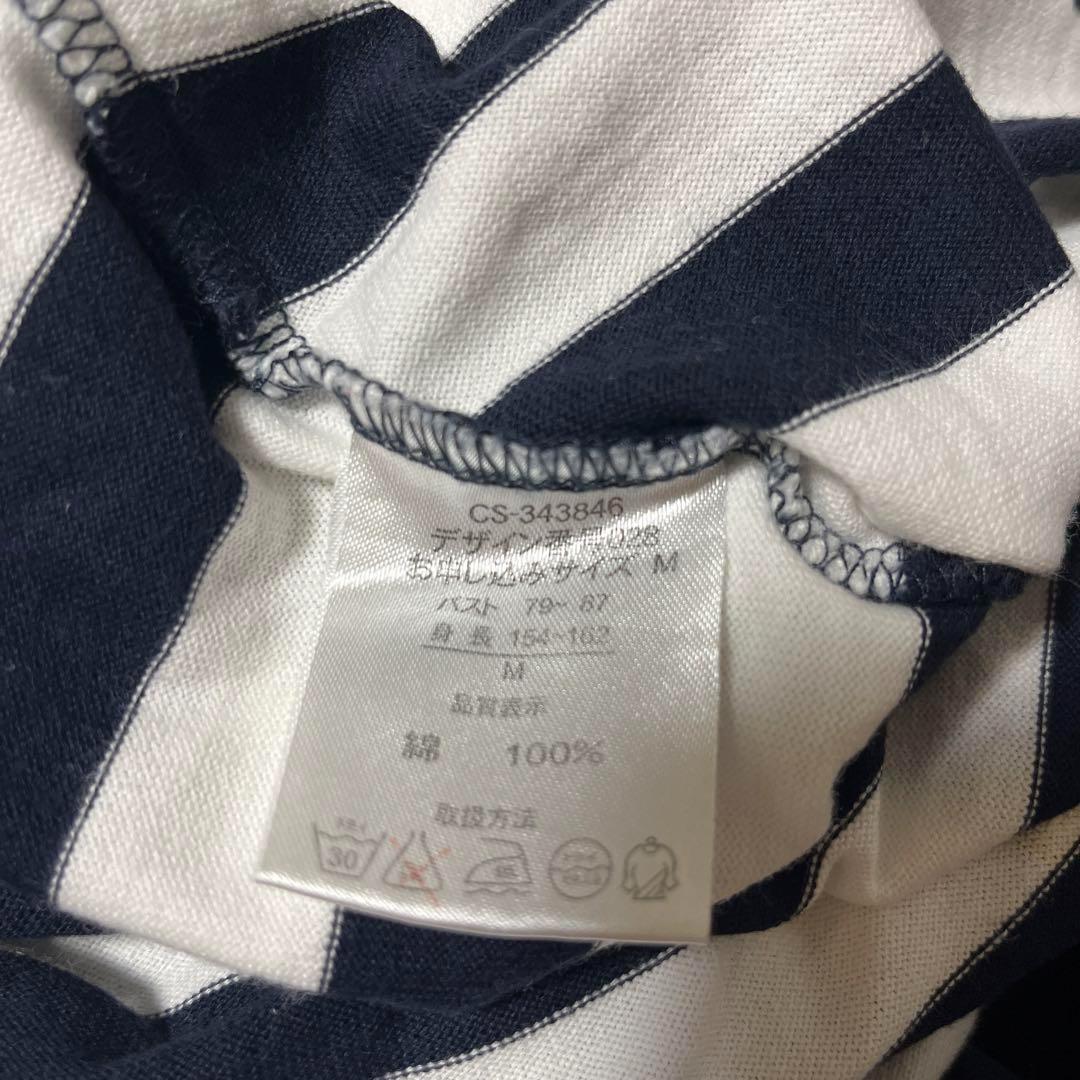 CS-343846
デザイン番号028
お申し込みサイズ M
バスト 79~87
身長 154~162
M
品質表示
綿 100%
取扱方法
30